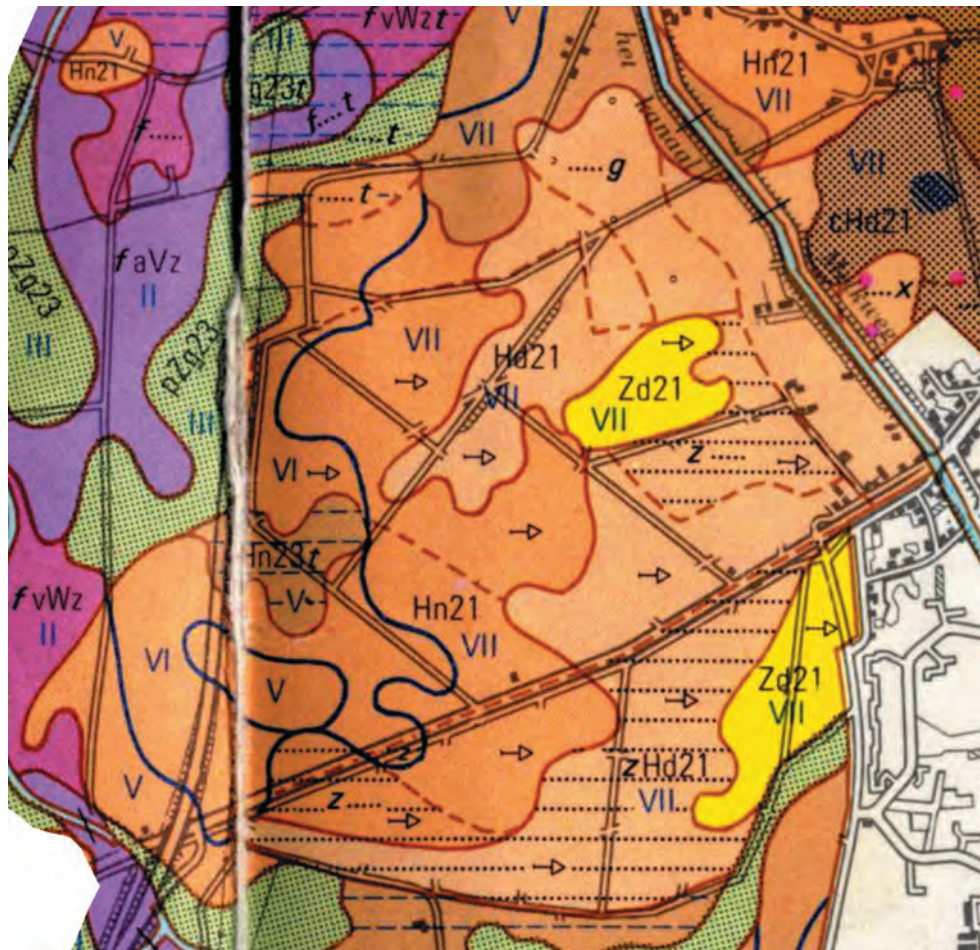 V
Hn21
f.....
fvWzt
III
g23t
f....t
.....t
V
VII
het kanaal
Hn21
VII
.....g
VII
cHd21
.....x
.....t
pZg23
III
faVz
II
pZg23
III
VII
Hd21
VII
Zd21
VII
z.....
VI
Hn23t
V
Hn21
VII
fvWz
II
VI
V
V
Zd21
VII
z
z.....
zHd21
VII